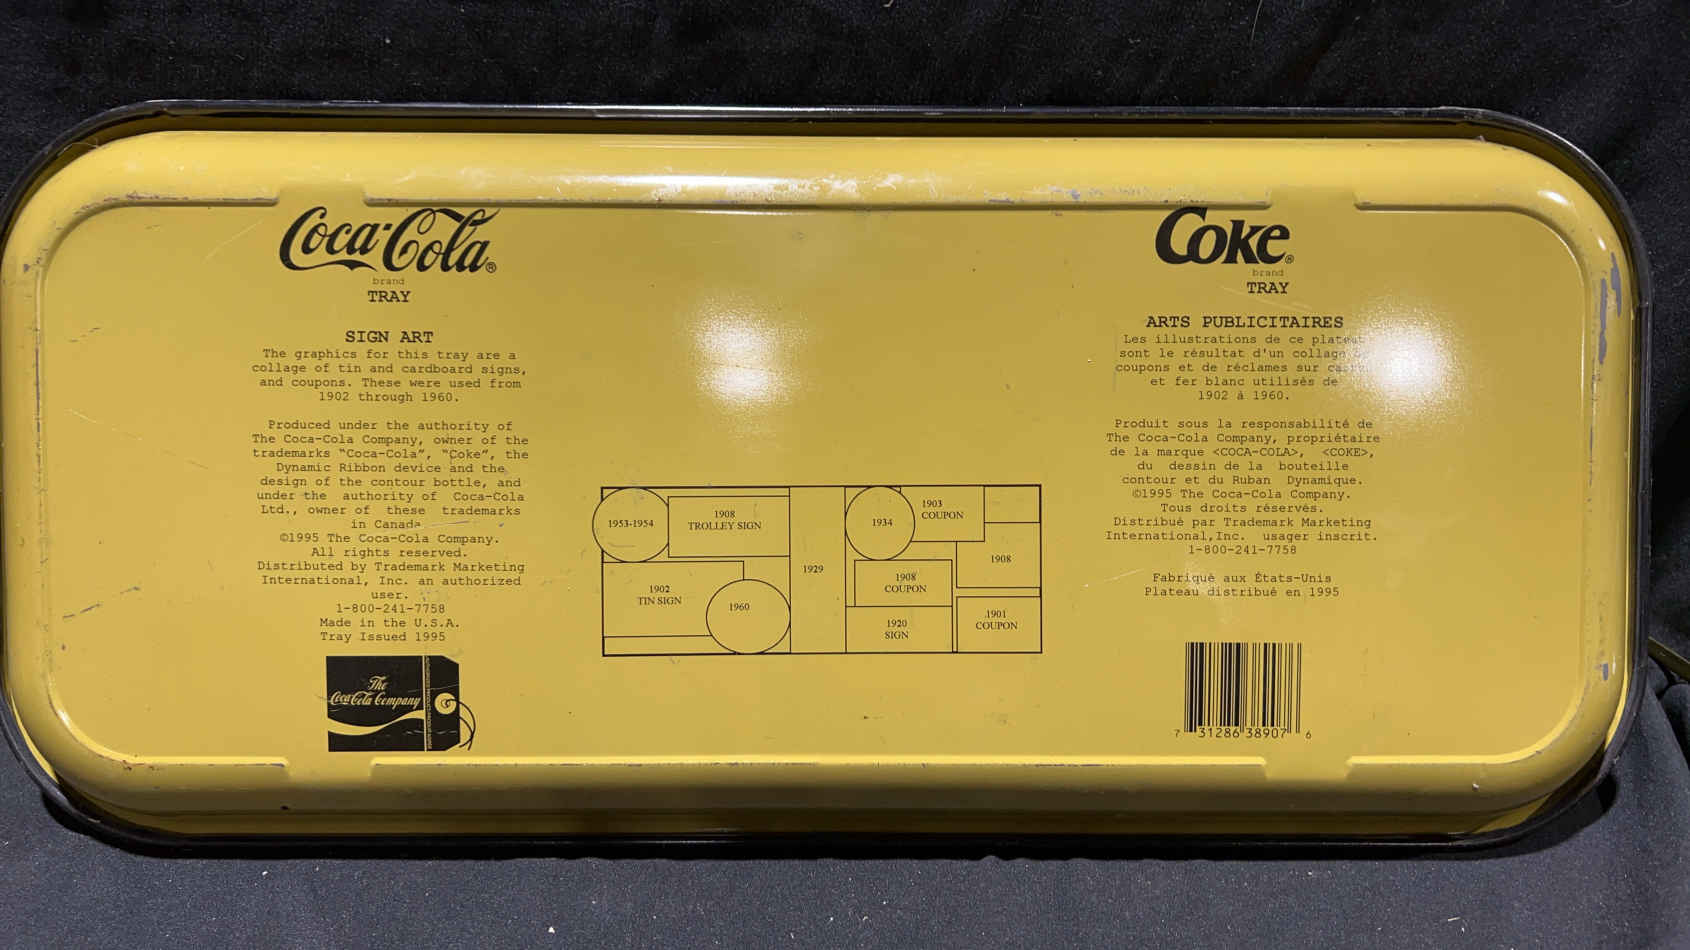 Coca-Cola®
brand
TRAY
SIGN ART
The graphics for this tray are a
collage of tin and cardboard signs,
and coupons. These were used from
1902 through 1960.
Produced under the authority of
The Coca-Cola Company, owner of the
trademarks “Coca-Cola”, “Coke”, the
Dynamic Ribbon device and the
design of the contour bottle, and
under the authority of Coca-Cola
Ltd., owner of these trademarks
in Canada
©1995 The Coca-Cola Company.
All rights reserved.
Distributed by Trademark Marketing
International, Inc. an authorized
user.
1-800-241-7758
Made in the U.S.A.
Tray Issued 1995
The
Coca-Cola Company
1953-1954
1908
TROLLEY SIGN
1902
TIN SIGN
1960
1929
1934
1903
COUPON
1908
1908
COUPON
1920
SIGN
1901
COUPON
Coke®
brand
TRAY
ARTS PUBLICITAIRES
Les illustrations de ce plateau
sont le résultat d'un collage
coupons et de réclames sur
et fer blanc utilisés de
1902 à 1960.
Produit sous la responsabilité de
The Coca-Cola Company, propriétaire
de la marque <COCA-COLA>, <COKE>,
du dessin de la bouteille
contour et du Ruban Dynamique.
©1995 The Coca-Cola Company.
Tous droits réservés.
Distribué par Trademark Marketing
International,Inc. usager inscrit.
1-800-241-7758
Fabriqué aux États-Unis
Plateau distribué en 1995
7 31286 38907 6